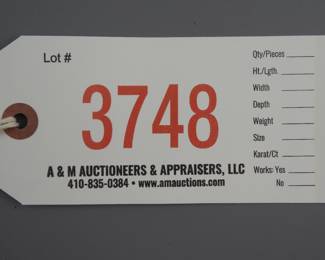 Lot #
3748
A & M AUCTIONEERS & APPRAISERS, LLC
410-835-0384 • www.amauctions.com
Qty/Pieces
Ht./Lgth.
Width
Depth
Weight
Size
Karat/Ct
Works: Yes
No